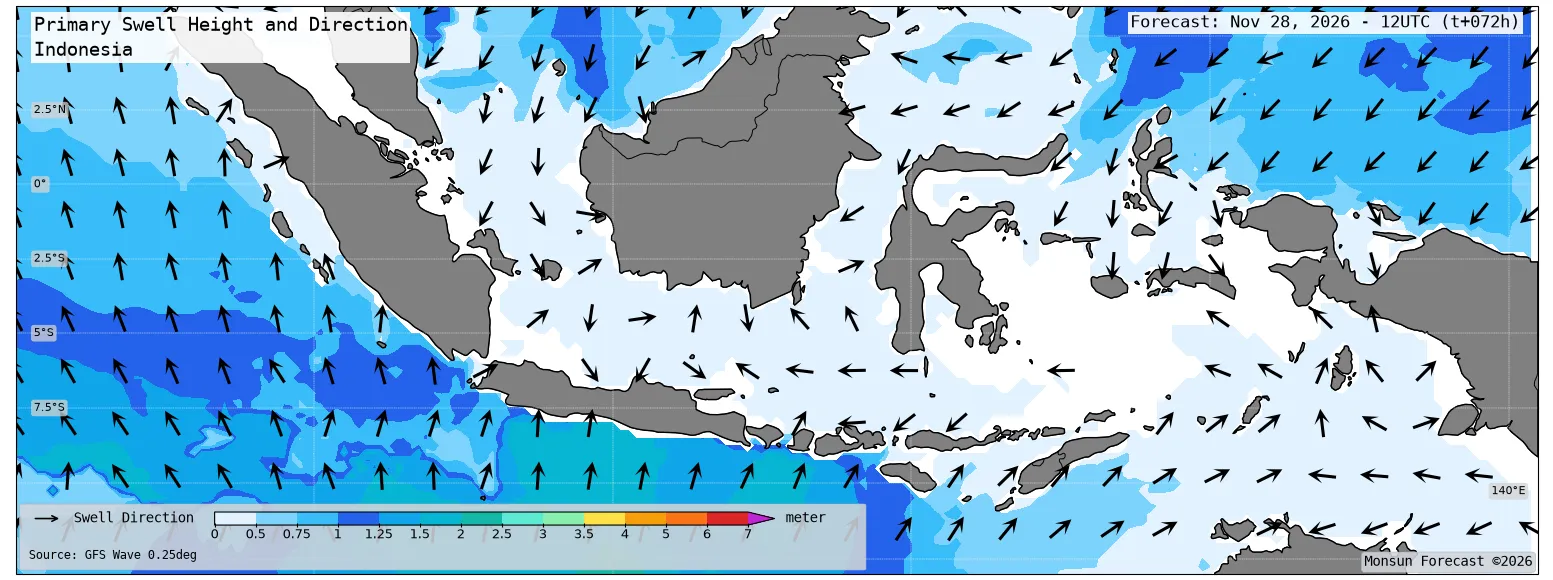 Primary Swell Height and Direction
Indonesia
Forecast: Nov 28, 2026 - 12UTC (t+072h)
2.5°N
0°
2.5°S
5°S
7.5°S
140°E
Swell Direction
0 0.5 0.75 1 1.25 1.5 2 2.5 3 3.5 4 5 6 7
meter
Source: GFS Wave 0.25deg
Monsun Forecast ©2026